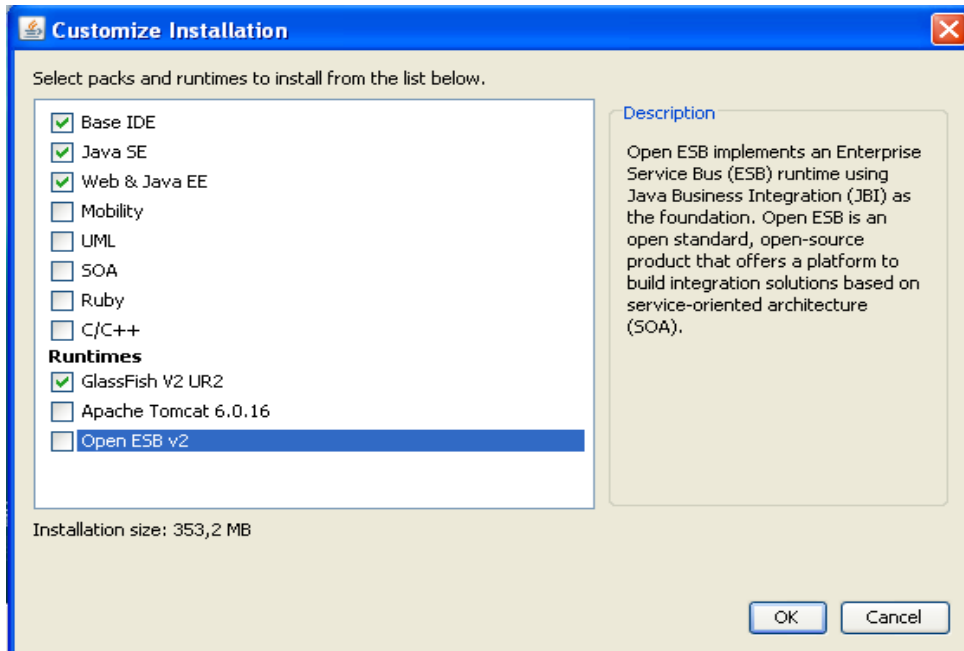 Customize Installation
Select packs and runtimes to install from the list below.
Base IDE
Java SE
Web & Java EE
Mobility
UML
SOA
Ruby
C/C++
Runtimes
GlassFish V2 UR2
Apache Tomcat 6.0.16
Open ESB v2
Description
Open ESB implements an Enterprise
Service Bus (ESB) runtime using
Java Business Integration (JBI) as
the foundation. Open ESB is an
open standard, open-source
product that offers a platform to
build integration solutions based on
service-oriented architecture
(SOA).
Installation size: 353,2 MB
OK
Cancel